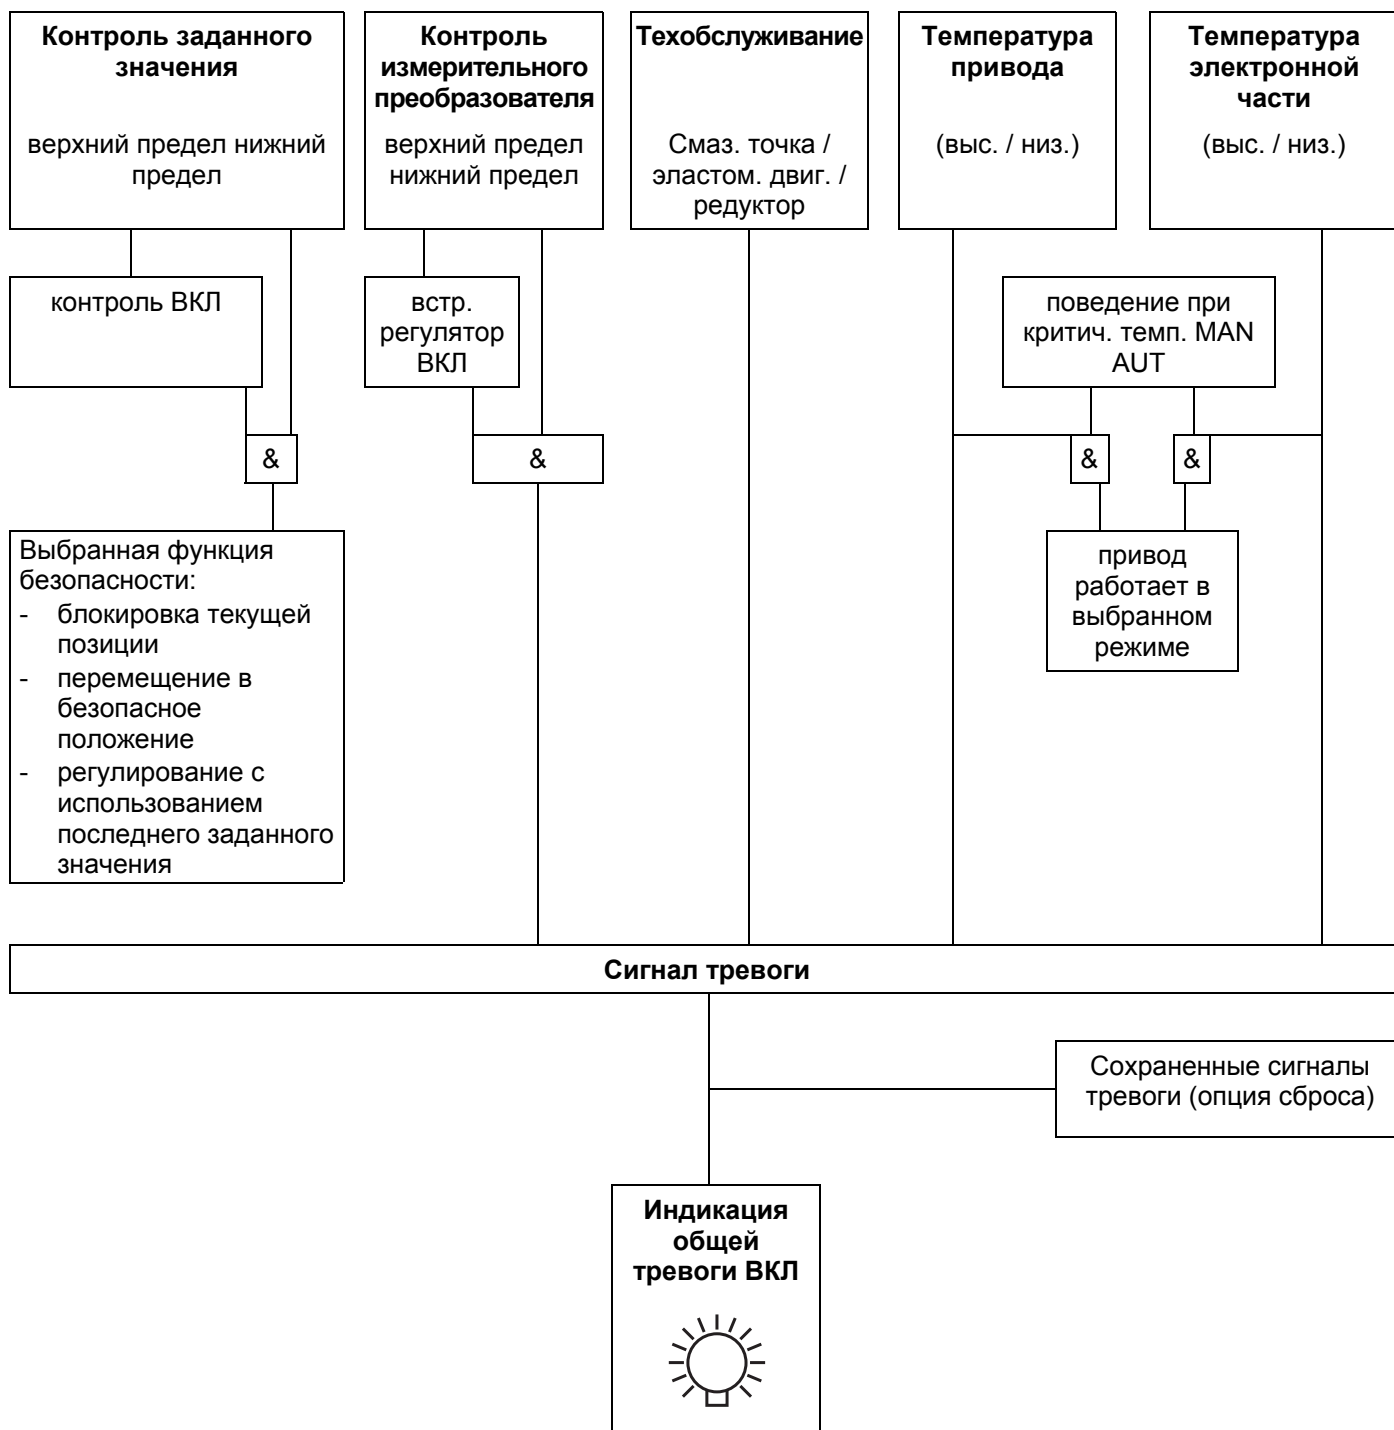 Контроль заданного
значения
верхний предел нижний
предел
Контроль
измерительного
преобразователя
верхний предел
нижний предел
Техобслуживание
Смаз. точка /
эластом. двиг. /
редуктор
Температура
привода
(выс. / низ.)
Температура
электронной
части
(выс. / низ.)
контроль ВКЛ
встр.
регулятор
ВКЛ
поведение при
критич. темп. MAN
AUT
&
&
&
&
Выбранная функция
безопасности:
- блокировка текущей
позиции
- перемещение в
безопасное
положение
- регулирование с
использованием
последнего заданного
значения
привод
работает в
выбранном
режиме
Сигнал тревоги
Сохраненные сигналы
тревоги (опция сброса)
Индикация
общей
тревоги ВКЛ